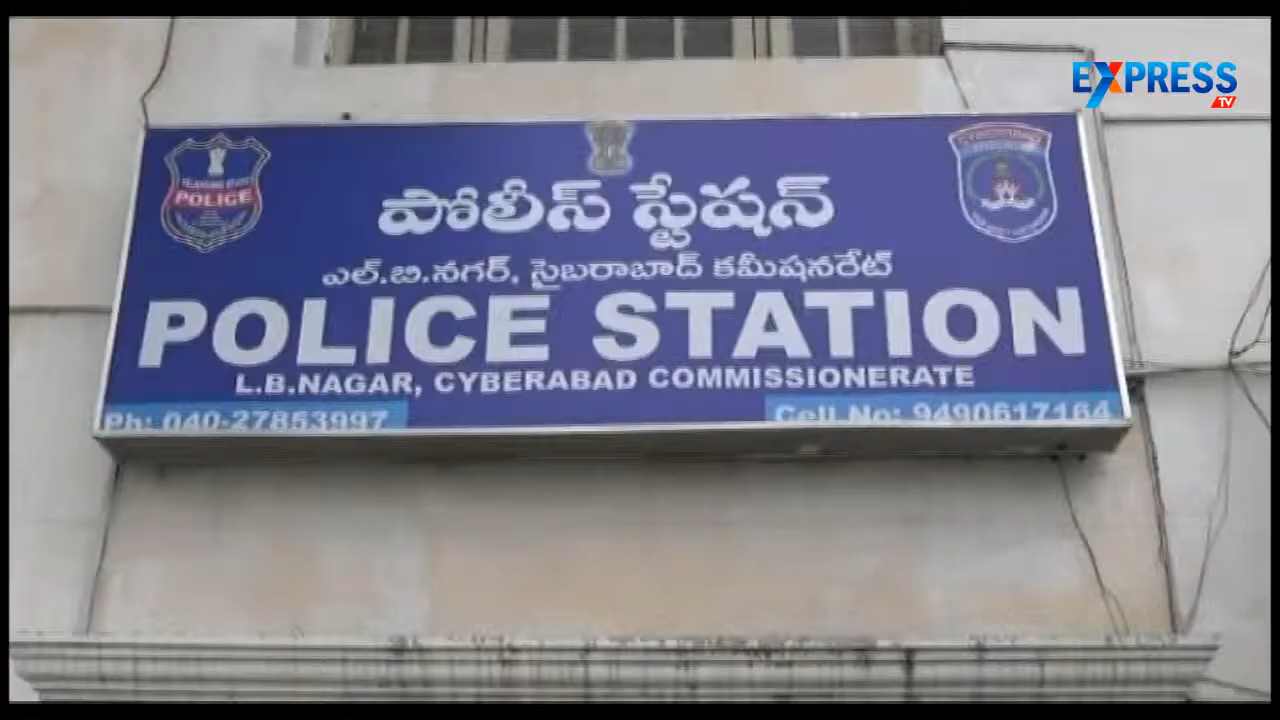 EXPRESS
TV
POLICE
పోలీస్ స్టేషన్
ఎల్.బి.నగర్, సైబరాబాద్ కమీషనరేట్
POLICE STATION
L.B.NAGAR, CYBERABAD COMMISSIONERATE
Ph: 040-27853997
Cell No: 9490617164